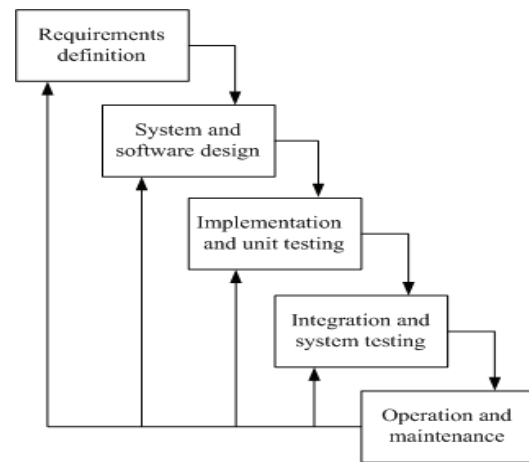 Requirements
definition
System and
software design
Implementation
and unit testing
Integration and
system testing
Operation and
maintenance